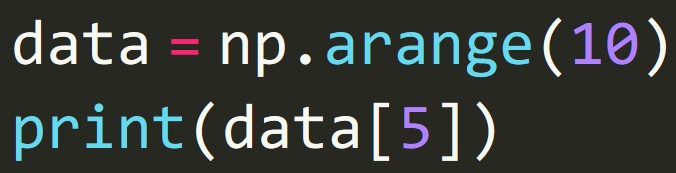 data = np.arange(10)
print(data[5])